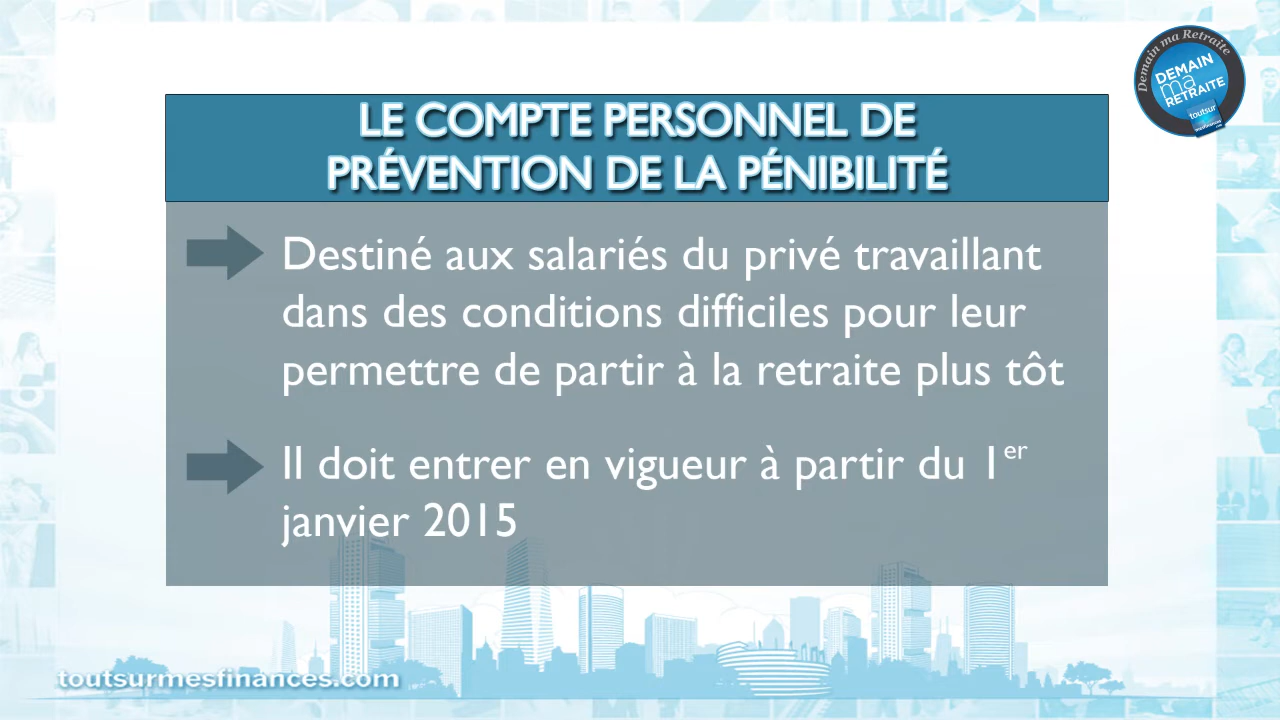 Demain ma Retraite
DEMAIN
ma
RETRAITE
toutsur
LE COMPTE PERSONNEL DE
PRÉVENTION DE LA PÉNIBILITÉ
Destiné aux salariés du privé travaillant
dans des conditions difficiles pour leur
permettre de partir à la retraite plus tôt
Il doit entrer en vigueur à partir du 1er
janvier 2015
toutsurmesfinances.com